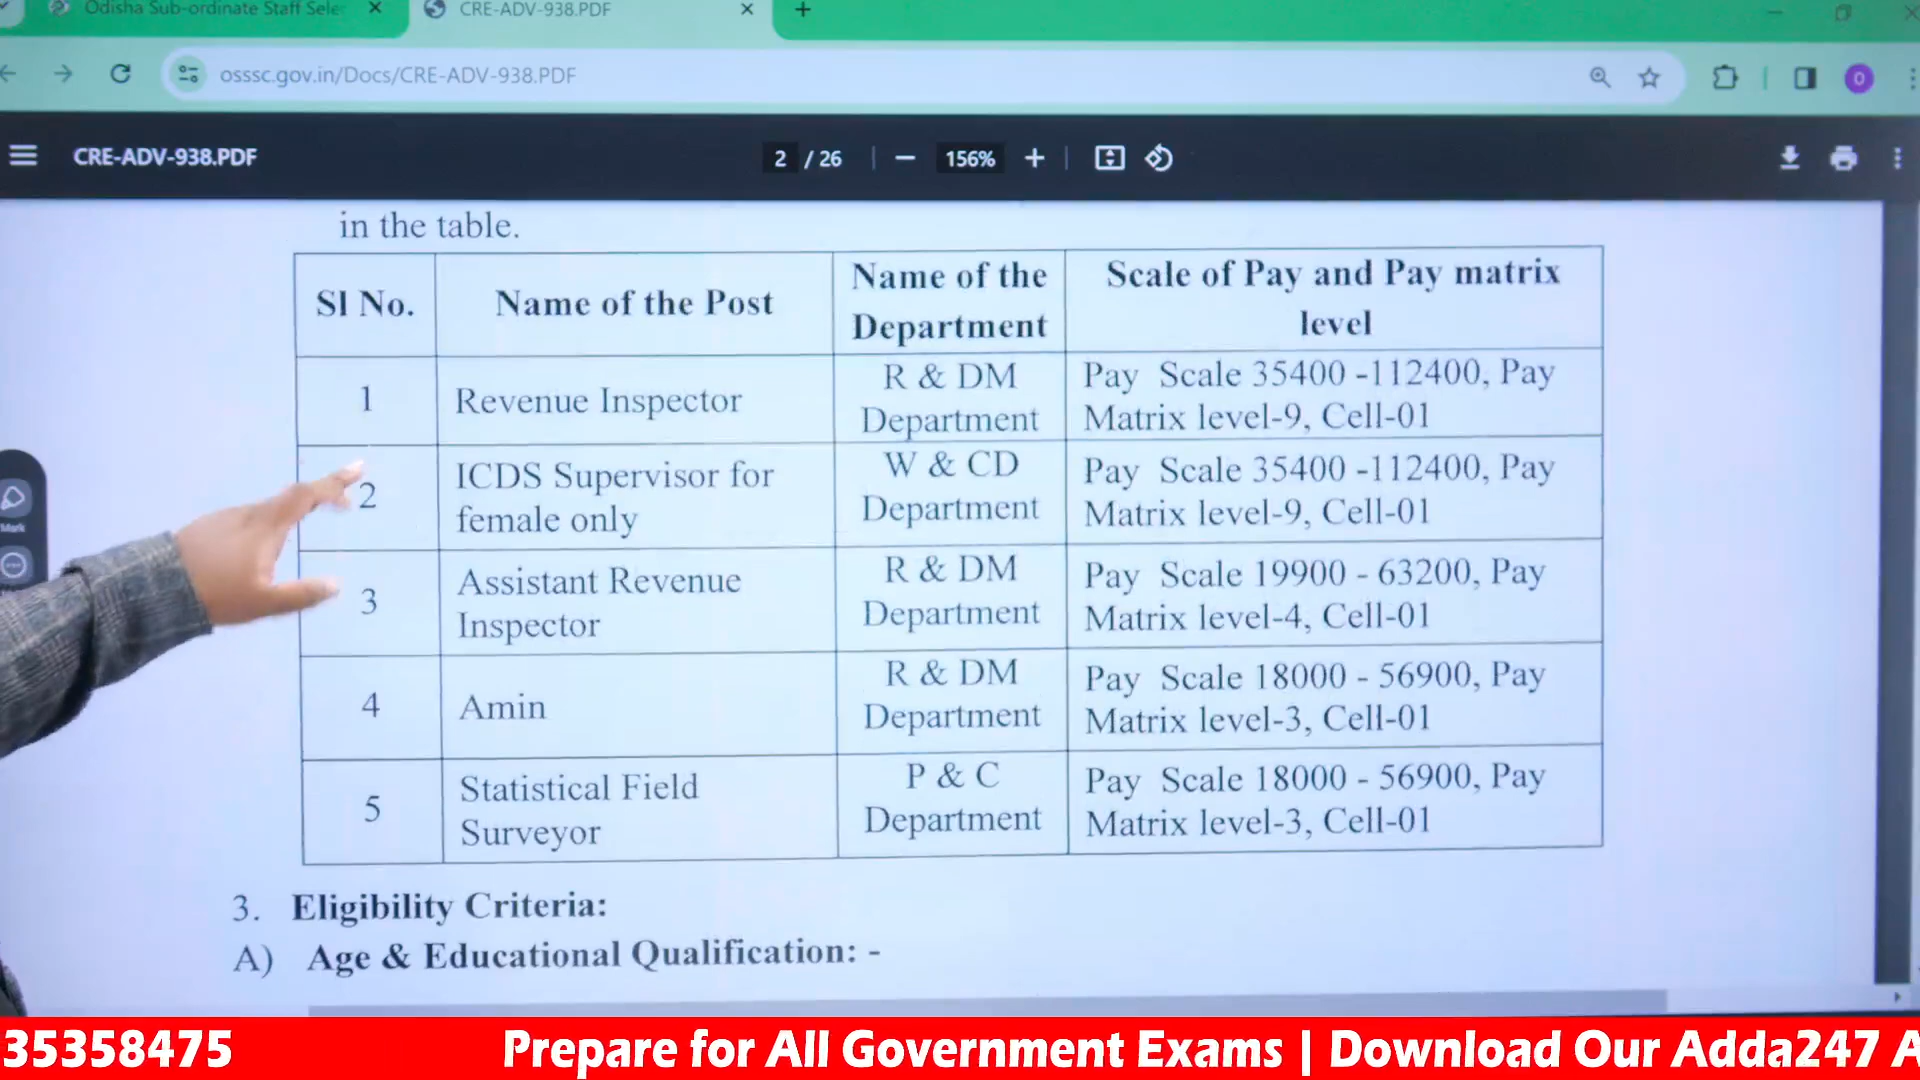 Odisha Sub-ordinate Staff Sele
CRE-ADV-938.PDF
osssc.gov.in/Docs/CRE-ADV-938.PDF
O
CRE-ADV-938.PDF
2 / 26
156%
in the table.
Sl No.
Name of the Post
Name of the
Department
Scale of Pay and Pay matrix
level
1
Revenue Inspector
R & DM
Department
Pay Scale 35400 -112400, Pay
Matrix level-9, Cell-01
2
ICDS Supervisor for
female only
W & CD
Department
Pay Scale 35400 -112400, Pay
Matrix level-9, Cell-01
3
Assistant Revenue
Inspector
R & DM
Department
Pay Scale 19900 - 63200, Pay
Matrix level-4, Cell-01
4
Amin
R & DM
Department
Pay Scale 18000 - 56900, Pay
Matrix level-3, Cell-01
5
Statistical Field
Surveyor
P & C
Department
Pay Scale 18000 - 56900, Pay
Matrix level-3, Cell-01
Mark
3. Eligibility Criteria:
A) Age & Educational Qualification: -
35358475 Prepare for All Government Exams | Download Our Adda247 A